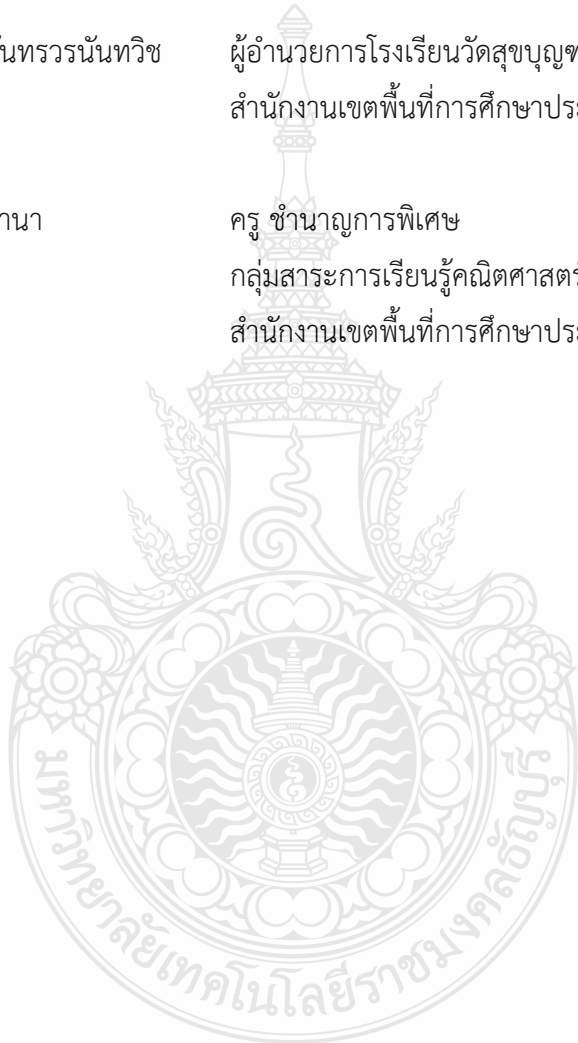 นทรวรนันทวิช ผู้อำนวยการโรงเรียนวัดสุขบุญฑ
สำนักงานเขตพื้นที่การศึกษาประ
านา ครู ชำนาญการพิเศษ
กลุ่มสาระการเรียนรู้คณิตศาสตร์
สำนักงานเขตพื้นที่การศึกษาประ
มหาวิทยาลัยเทคโนโลยีราชมงคลธัญบุรี